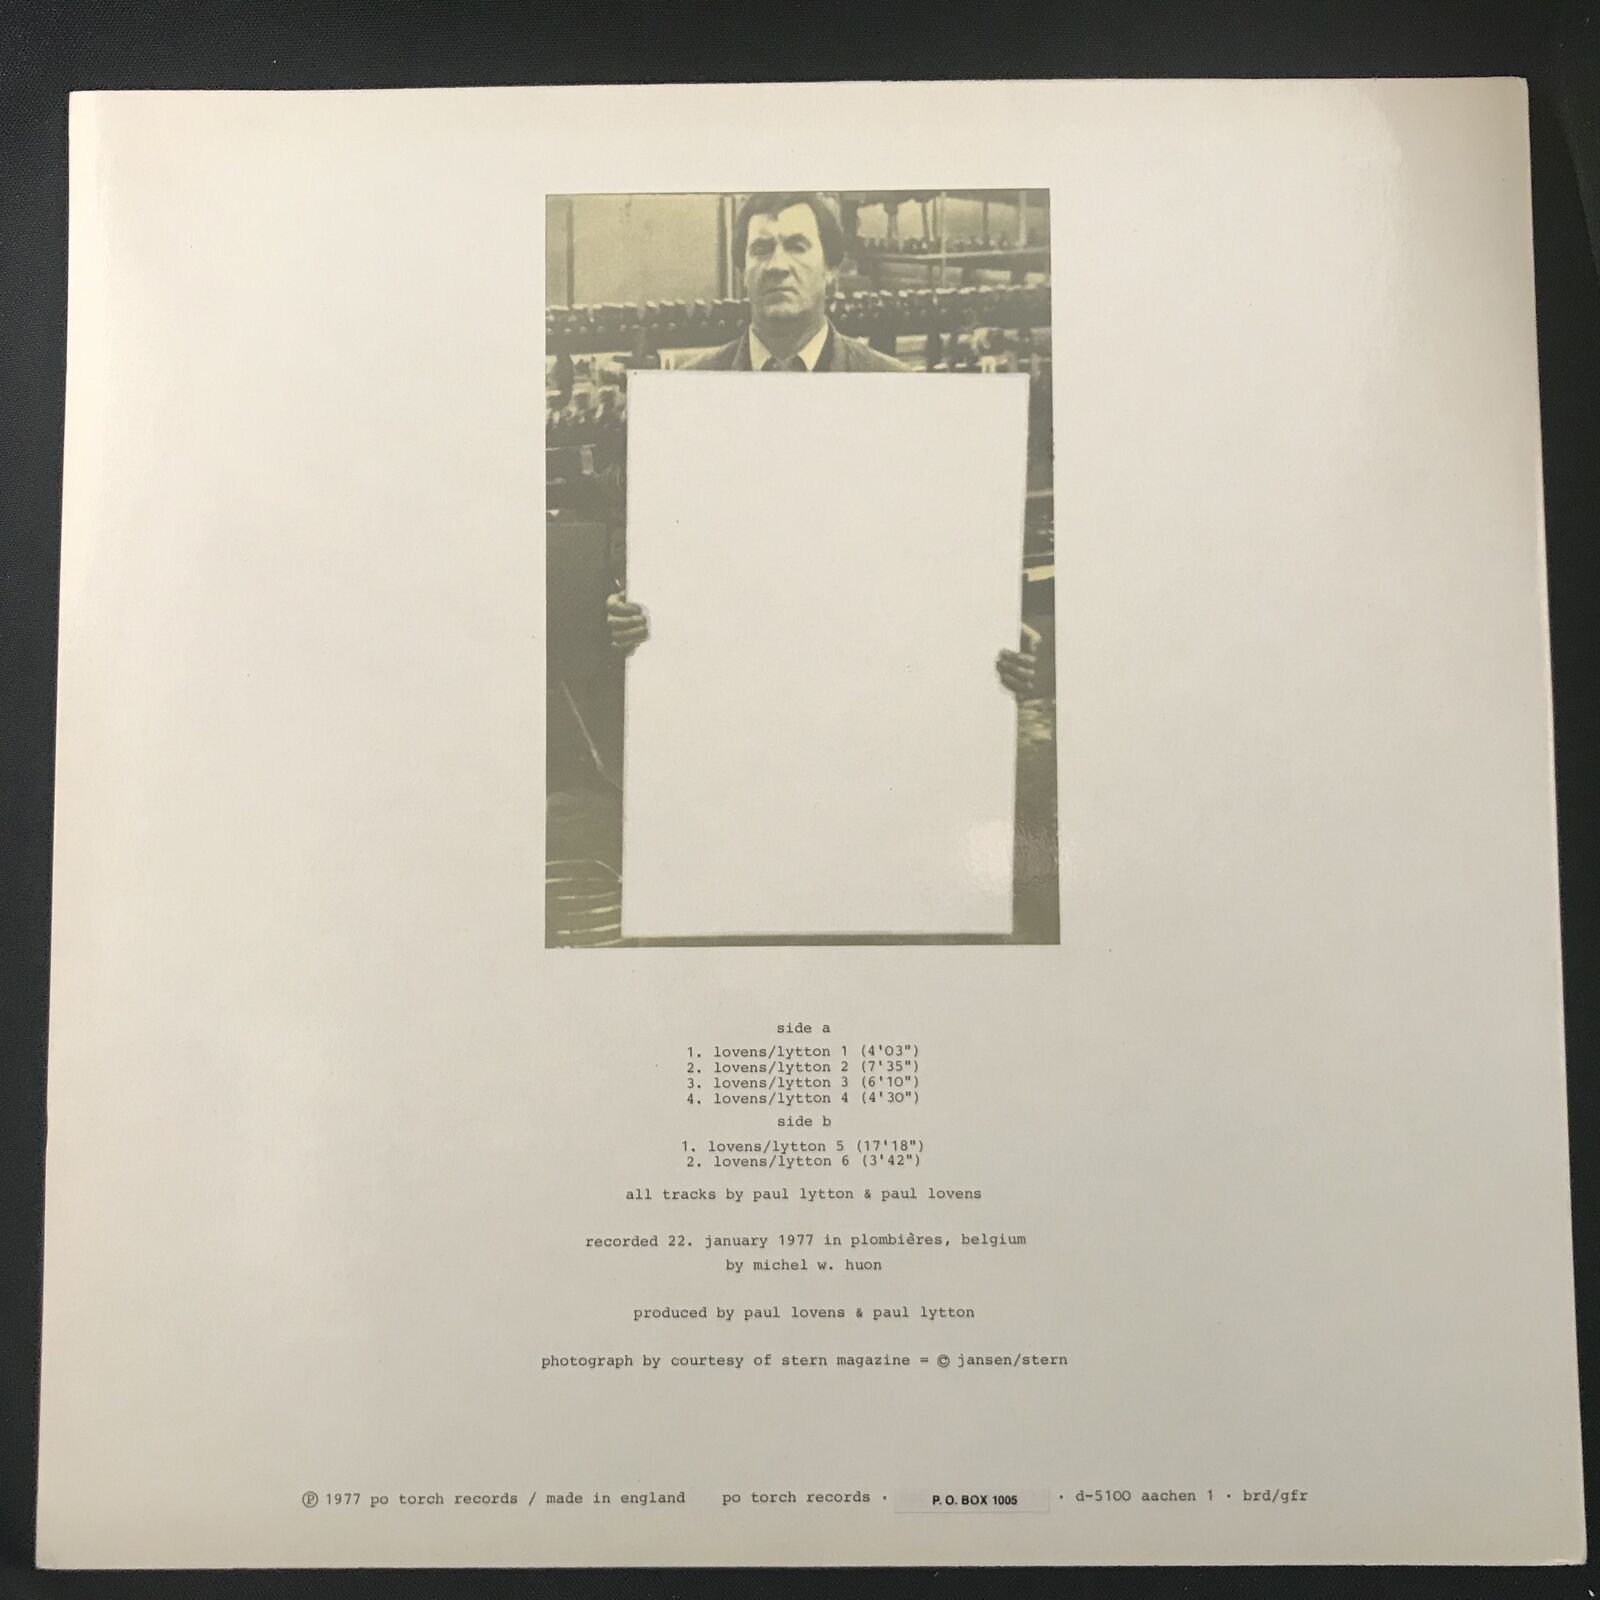 side a
1. lovens/lytton 1 (4'03")
2. lovens/lytton 2 (7'35")
3. lovens/lytton 3 (6'10")
4. lovens/lytton 4 (4'30")
side b
1. lovens/lytton 5 (17'18")
2. lovens/lytton 6 (3'42")
all tracks by paul lytton & paul lovens
recorded 22. january 1977 in plombières, belgium
by michel w. huon
produced by paul lovens & paul lytton
photograph by courtesy of stern magazine = © jansen/stern
℗ 1977 po torch records / made in england po torch records · P.O. BOX 1005 · d-5100 aachen 1 · brd/gfr